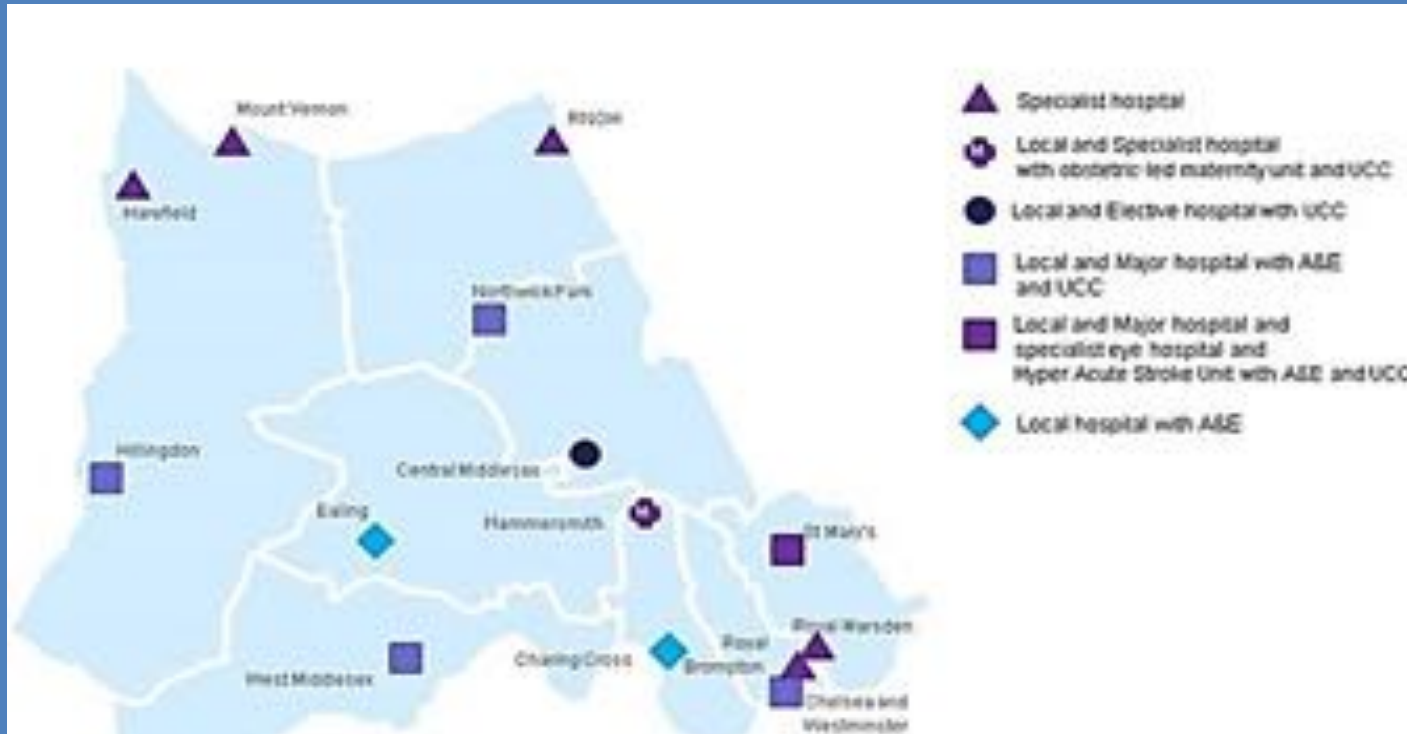 Mount Vernon
RNOH
Harefield
Northwick Park
Hillingdon
Central Middlesex
Ealing
Hammersmith
St Mary's
Royal Marsden
Royal
Brompton
Charing Cross
West Middlesex
Chelsea and
Westminster
Specialist hospital
M
Local and Specialist hospital
with obstetric-led maternity unit and UCC
Local and Elective hospital with UCC
Local and Major hospital with A&E
and UCC
Local and Major hospital and
specialist eye hospital and
Hyper Acute Stroke Unit with A&E and UCC
Local hospital with A&E
M